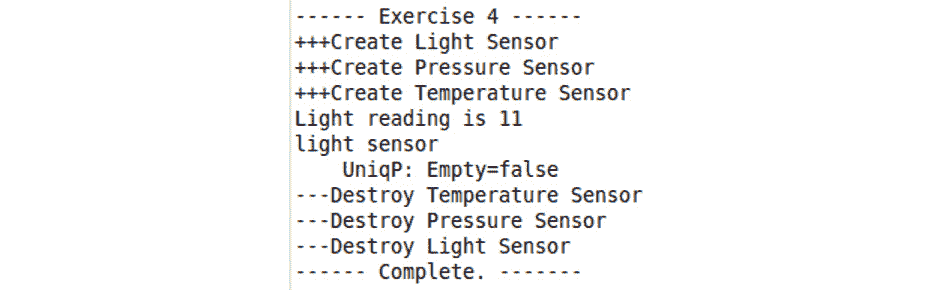 ------ Exercise 4 ------
+++Create Light Sensor
+++Create Pressure Sensor
+++Create Temperature Sensor
Light reading is 11
light sensor
    UniqP: Empty=false
---Destroy Temperature Sensor
---Destroy Pressure Sensor
---Destroy Light Sensor
------ Complete. -------